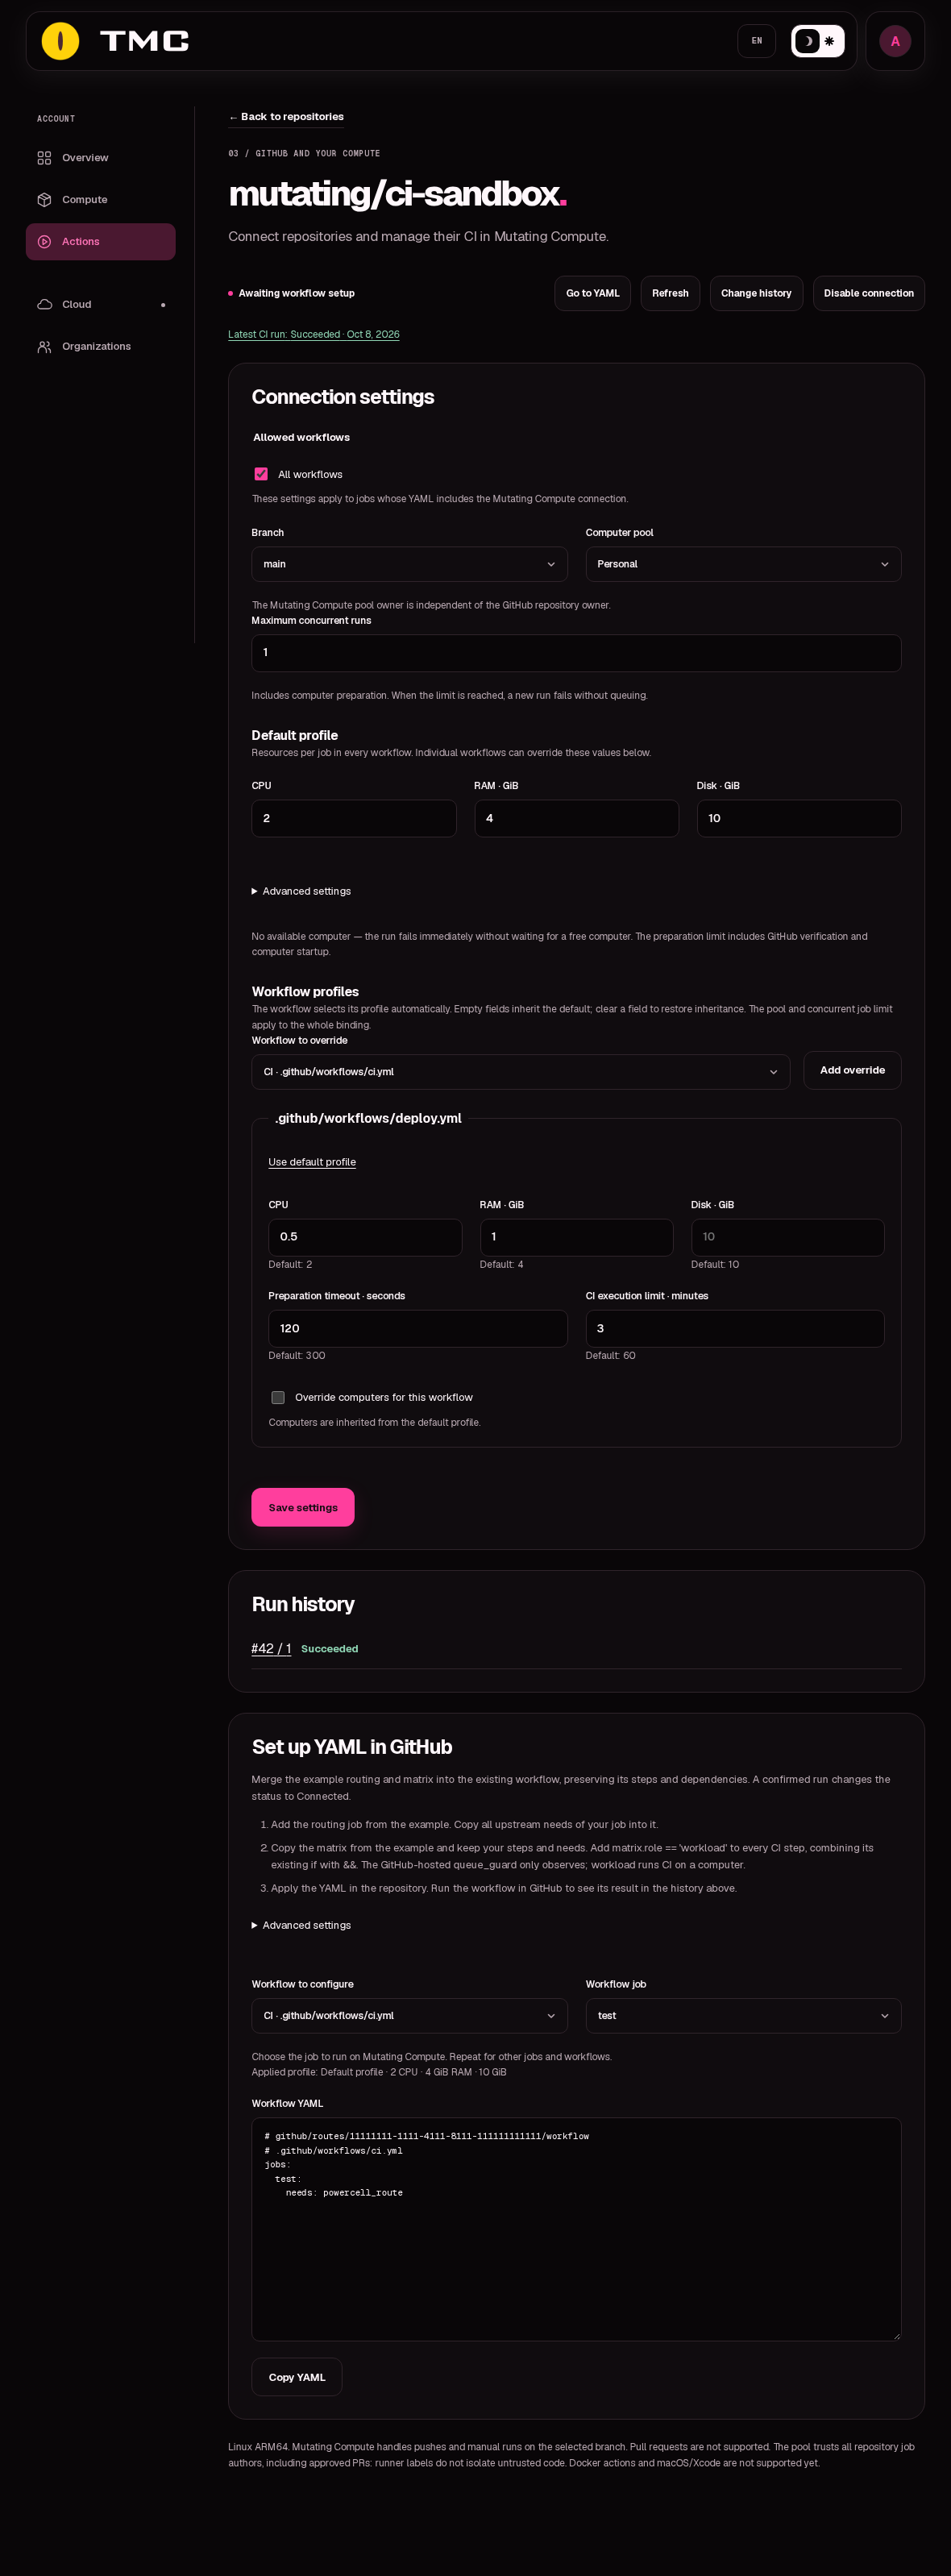 TMC
EN
A
ACCOUNT
Overview
Compute
Actions
Cloud
Organizations
← Back to repositories
03 / GITHUB AND YOUR COMPUTE
mutating/ci-sandbox.
Connect repositories and manage their CI in Mutating Compute.
Awaiting workflow setup
Go to YAML
Refresh
Change history
Disable connection
Latest CI run: Succeeded · Oct 8, 2026
Connection settings
Allowed workflows
All workflows
These settings apply to jobs whose YAML includes the Mutating Compute connection.
Branch
Computer pool
main
Personal
The Mutating Compute pool owner is independent of the GitHub repository owner.
Maximum concurrent runs
1
Includes computer preparation. When the limit is reached, a new run fails without queuing.
Default profile
Resources per job in every workflow. Individual workflows can override these values below.
CPU
RAM · GiB
Disk · GiB
2
4
10
Advanced settings
No available computer — the run fails immediately without waiting for a free computer. The preparation limit includes GitHub verification and
computer startup.
Workflow profiles
The workflow selects its profile automatically. Empty fields inherit the default; clear a field to restore inheritance. The pool and concurrent job limit
apply to the whole binding.
Workflow to override
CI · .github/workflows/ci.yml
Add override
.github/workflows/deploy.yml
Use default profile
CPU
RAM · GiB
Disk · GiB
0.5
1
10
Default: 2
Default: 4
Default: 10
Preparation timeout · seconds
CI execution limit · minutes
120
3
Default: 300
Default: 60
Override computers for this workflow
Computers are inherited from the default profile.
Save settings
Run history
#42 / 1
Succeeded
Set up YAML in GitHub
Merge the example routing and matrix into the existing workflow, preserving its steps and dependencies. A confirmed run changes the
status to Connected.
1. Add the routing job from the example. Copy all upstream needs of your job into it.
2. Copy the matrix from the example and keep your steps and needs. Add matrix.role == 'workload' to every CI step, combining its
existing if with &&. The GitHub-hosted queue_guard only observes; workload runs CI on a computer.
3. Apply the YAML in the repository. Run the workflow in GitHub to see its result in the history above.
Advanced settings
Workflow to configure
Workflow job
CI · .github/workflows/ci.yml
test
Choose the job to run on Mutating Compute. Repeat for other jobs and workflows.
Applied profile: Default profile · 2 CPU · 4 GiB RAM · 10 GiB
Workflow YAML
# github/routes/11111111-1111-4111-8111-111111111111/workflow
# .github/workflows/ci.yml
jobs:
test:
needs: powercell_route
Copy YAML
Linux ARM64. Mutating Compute handles pushes and manual runs on the selected branch. Pull requests are not supported. The pool trusts all repository job
authors, including approved PRs: runner labels do not isolate untrusted code. Docker actions and macOS/Xcode are not supported yet.